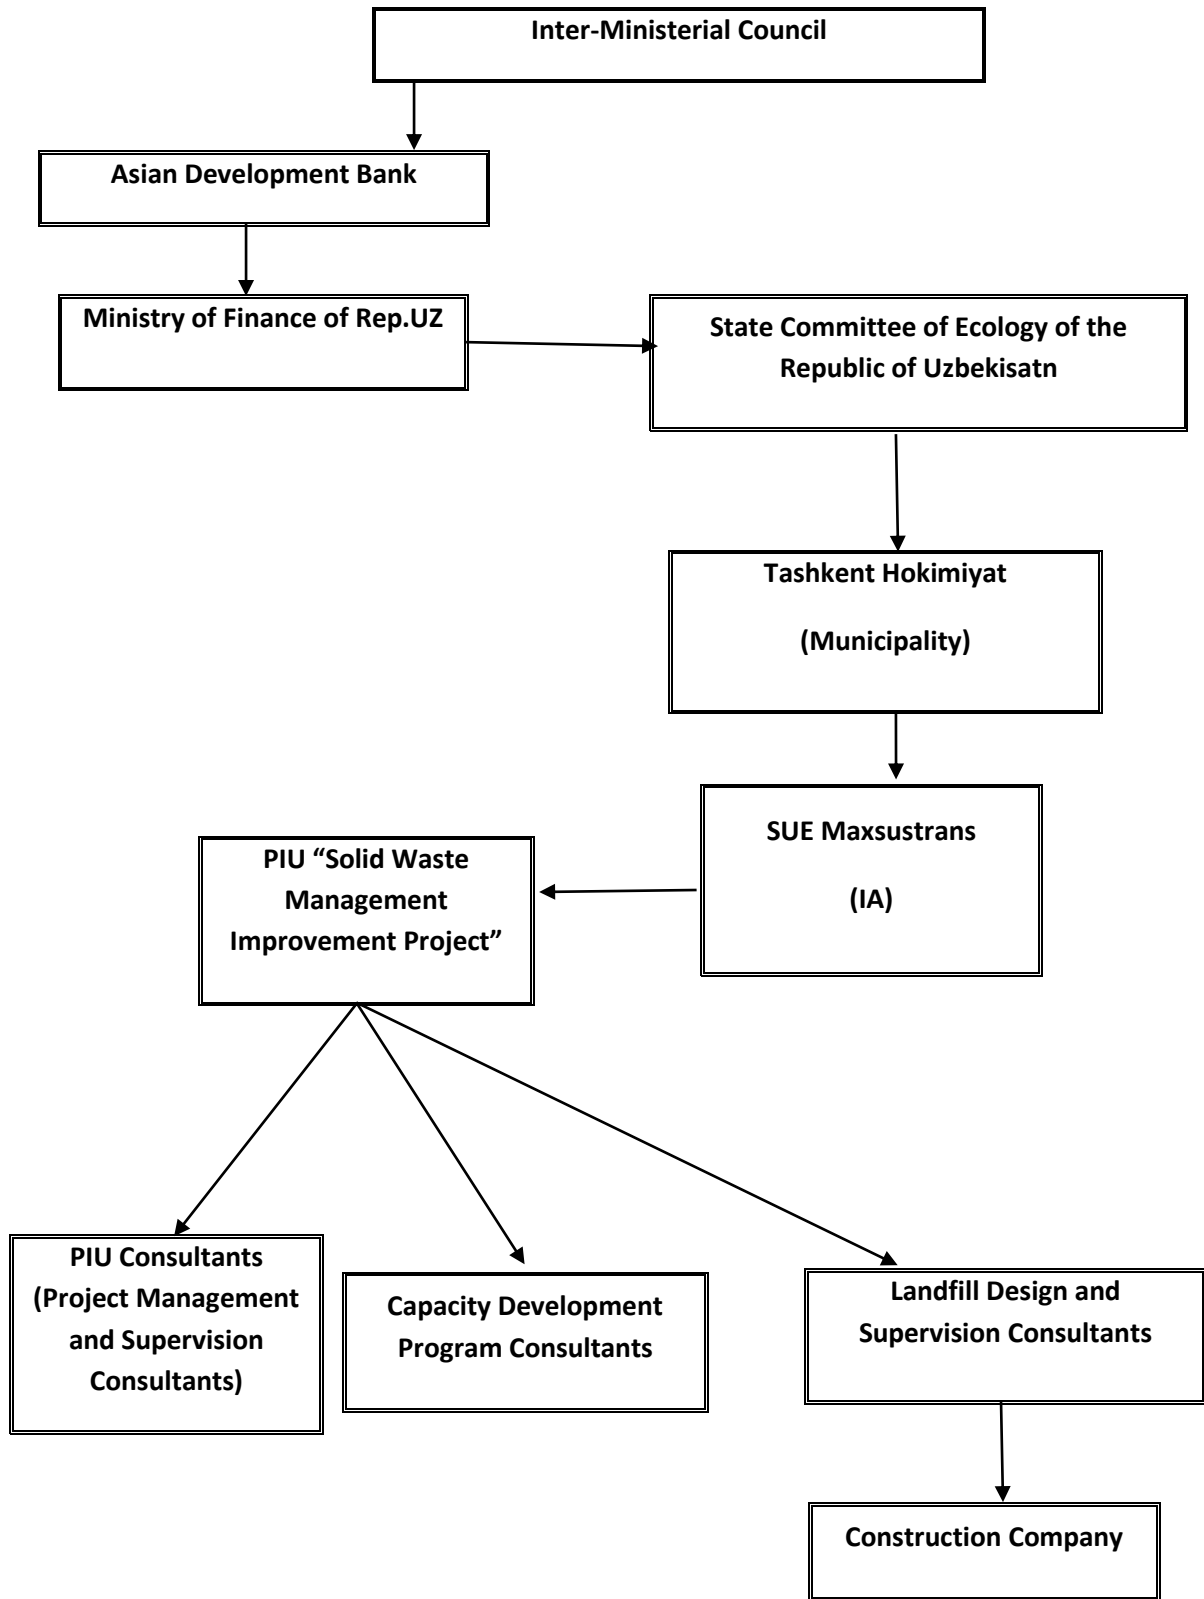 Inter-Ministerial Council
Asian Development Bank
Ministry of Finance of Rep.UZ
State Committee of Ecology of the
Republic of Uzbekisatn
Tashkent Hokimiyat
(Municipality)
SUE Maxsustrans
(IA)
PIU “Solid Waste
Management
Improvement Project”
PIU Consultants
(Project Management
and Supervision
Consultants)
Capacity Development
Program Consultants
Landfill Design and
Supervision Consultants
Construction Company